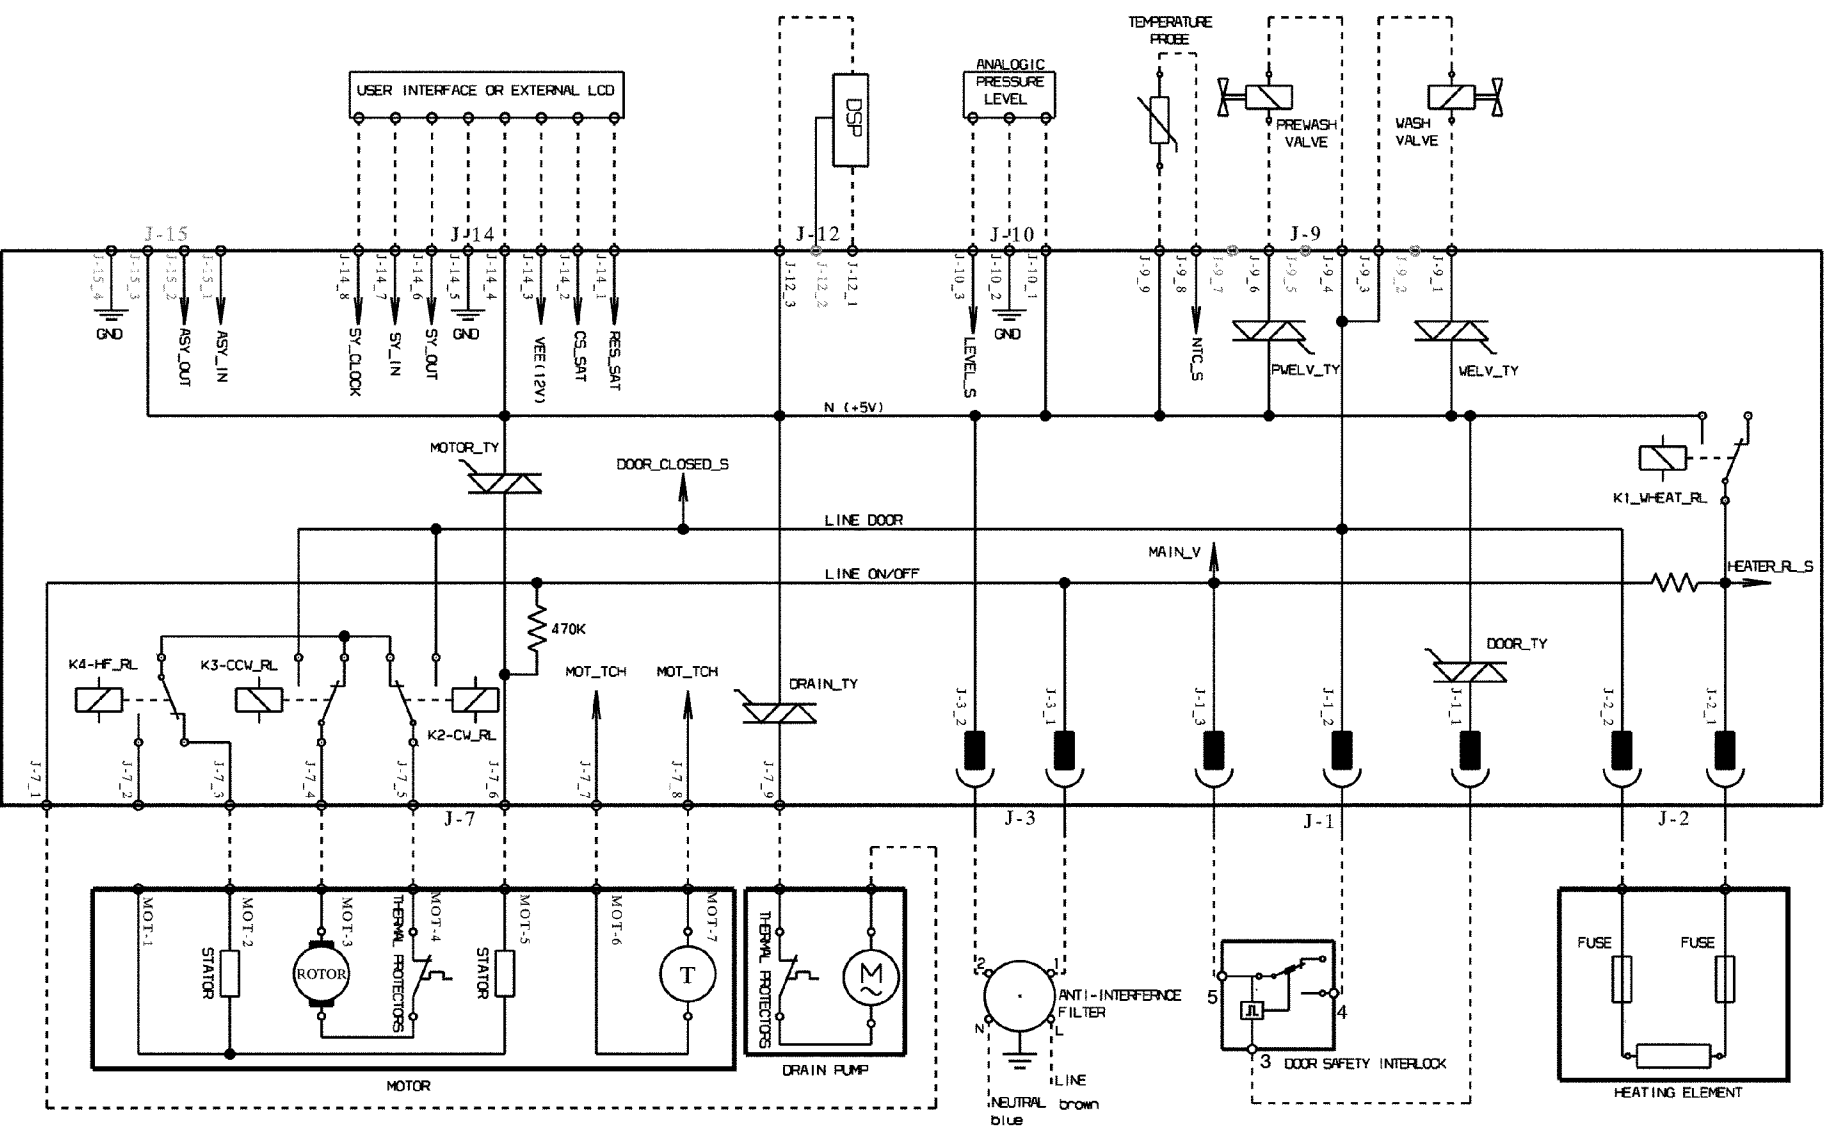 TEMPERATURE
PROBE
ANALOGIC
PRESSURE
LEVEL
USER INTERFACE OR EXTERNAL LCD
DSP
PREWASH
VALVE
WASH
VALVE
J-15
J-14
J-12
J-10
J-9
J-15_4
J-15_3
J-15_2
J-15_1
J-14_8
J-14_7
J-14_6
J-14_5
J-14_4
J-14_3
J-14_2
J-14_1
J-12_3
J-12_2
J-12_1
J-10_3
J-10_2
J-10_1
J-9_9
J-9_8
J-9_7
J-9_6
J-9_5
J-9_4
J-9_3
J-9_2
J-9_1
GND
ASY_OUT
ASY_IN
SY_CLOCK
SY_IN
SY_OUT
GND
VEE(12V)
CS_SAT
RES_SAT
LEVEL_S
GND
NTC_S
PWELV_TY
WELV_TY
N (+5V)
MOTOR_TY
DOOR_CLOSED_S
K1_WHEAT_RL
LINE DOOR
MAIN_V
LINE ON/OFF
HEATER_RL_S
470K
K4-HF_RL
K3-CCW_RL
K2-CW_RL
MOT_TCH
MOT_TCH
DRAIN_TY
DOOR_TY
J-3_2
J-3_1
J-1_3
J-1_2
J-1_1
J-2_2
J-2_1
J-7_1
J-7_2
J-7_3
J-7_4
J-7_5
J-7_6
J-7_7
J-7_8
J-7_9
J-7
J-3
J-1
J-2
MOT-1
MOT-2
MOT-3
MOT-4
MOT-5
MOT-6
MOT-7
STATOR
ROTOR
THERMAL PROTECTORS
STATOR
T
THERMAL PROTECTORS
M
2
1
N
L
ANTI-INTERFERNCE
FILTER
5
4
3
DOOR SAFETY INTERLOCK
FUSE
FUSE
DRAIN PUMP
MOTOR
LINE
brown
NEUTRAL
blue
HEATING ELEMENT